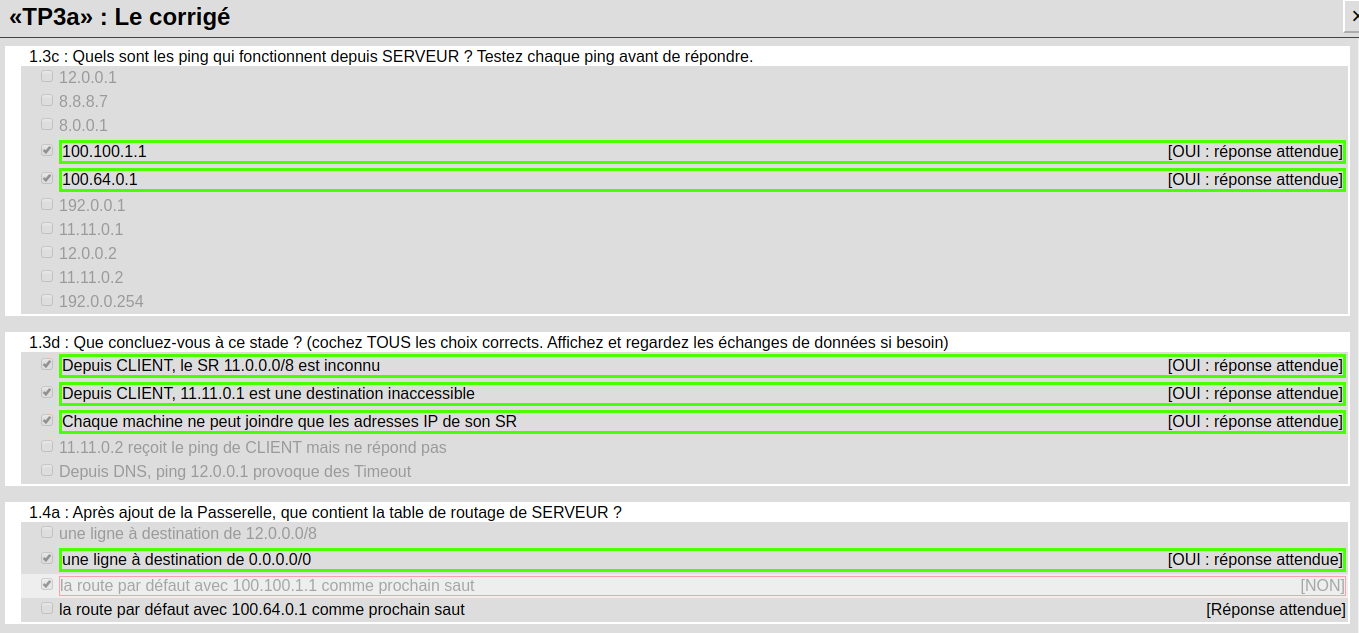 «TP3a» : Le corrigé
1.3c : Quels sont les ping qui fonctionnent depuis SERVEUR ? Testez chaque ping avant de répondre.
12.0.0.1
8.8.8.7
8.0.0.1
100.100.1.1 [OUI : réponse attendue]
100.64.0.1 [OUI : réponse attendue]
192.0.0.1
11.11.0.1
12.0.0.2
11.11.0.2
192.0.0.254
1.3d : Que concluez-vous à ce stade ? (cochez TOUS les choix corrects. Affichez et regardez les échanges de données si besoin)
Depuis CLIENT, le SR 11.0.0.0/8 est inconnu [OUI : réponse attendue]
Depuis CLIENT, 11.11.0.1 est une destination inaccessible [OUI : réponse attendue]
Chaque machine ne peut joindre que les adresses IP de son SR [OUI : réponse attendue]
11.11.0.2 reçoit le ping de CLIENT mais ne répond pas
Depuis DNS, ping 12.0.0.1 provoque des Timeout
1.4a : Après ajout de la Passerelle, que contient la table de routage de SERVEUR ?
une ligne à destination de 12.0.0.0/8
une ligne à destination de 0.0.0.0/0 [OUI : réponse attendue]
la route par défaut avec 100.100.1.1 comme prochain saut [NON]
la route par défaut avec 100.64.0.1 comme prochain saut [Réponse attendue]